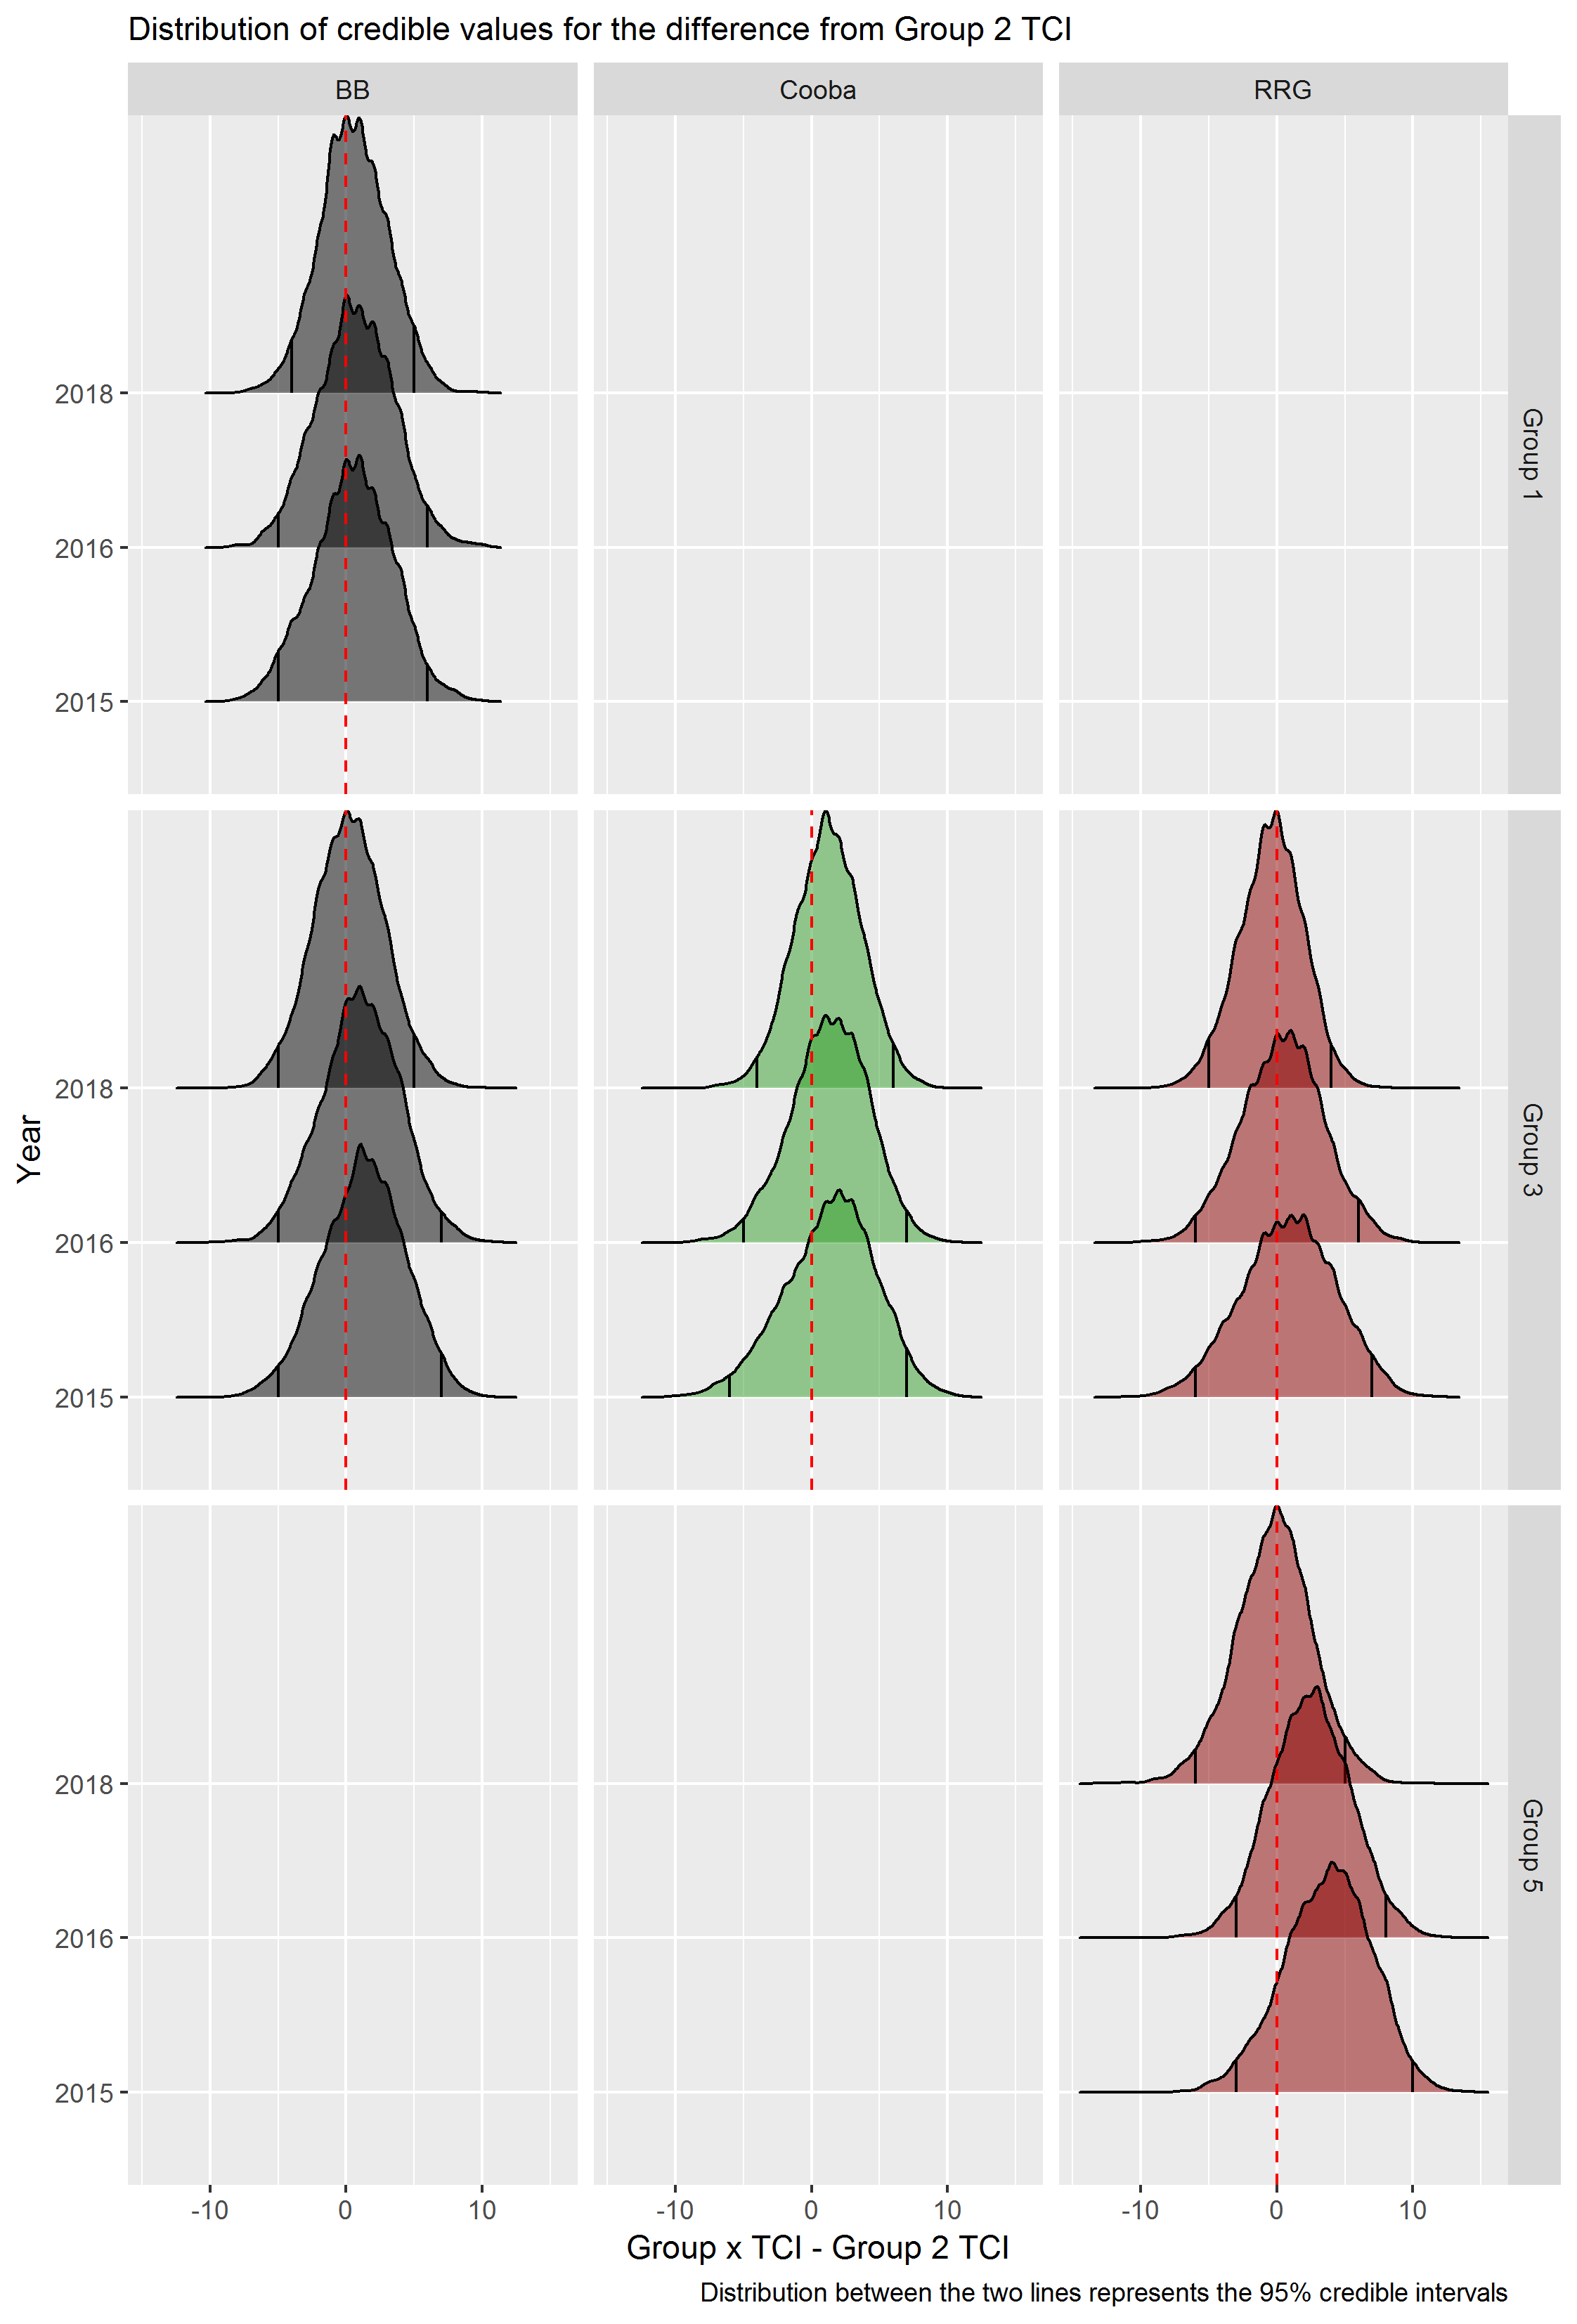 Distribution of credible values for the difference from Group 2 TCI
BB
Cooba
RRG
2018
2016
2015
Group 1
Year
2018
2016
2015
Group 3
2018
2016
2015
Group 5
-10 0 10
-10 0 10
-10 0 10
Group x TCI - Group 2 TCI
Distribution between the two lines represents the 95% credible intervals